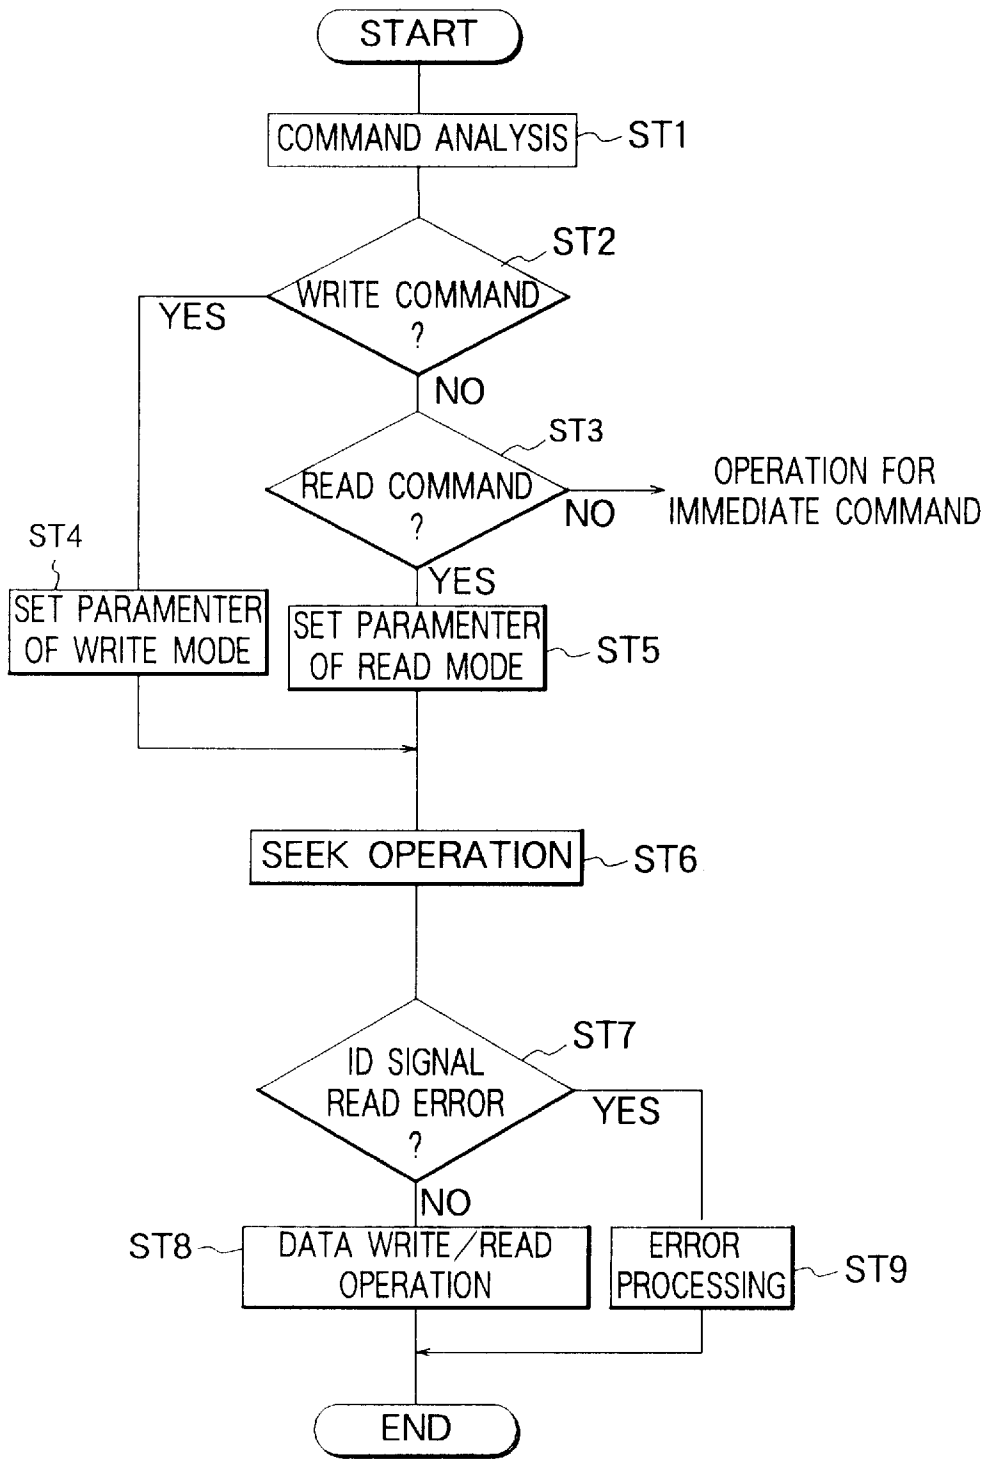 START
COMMAND ANALYSIS
ST1
ST2
WRITE COMMAND
?
YES
NO
ST3
READ COMMAND
?
NO
OPERATION FOR
IMMEDIATE COMMAND
YES
ST4
SET PARAMENTER
OF WRITE MODE
SET PARAMENTER
OF READ MODE
ST5
SEEK OPERATION
ST6
ST7
ID SIGNAL
READ ERROR
?
YES
NO
ST8
DATA WRITE/READ
OPERATION
ERROR
PROCESSING
ST9
END